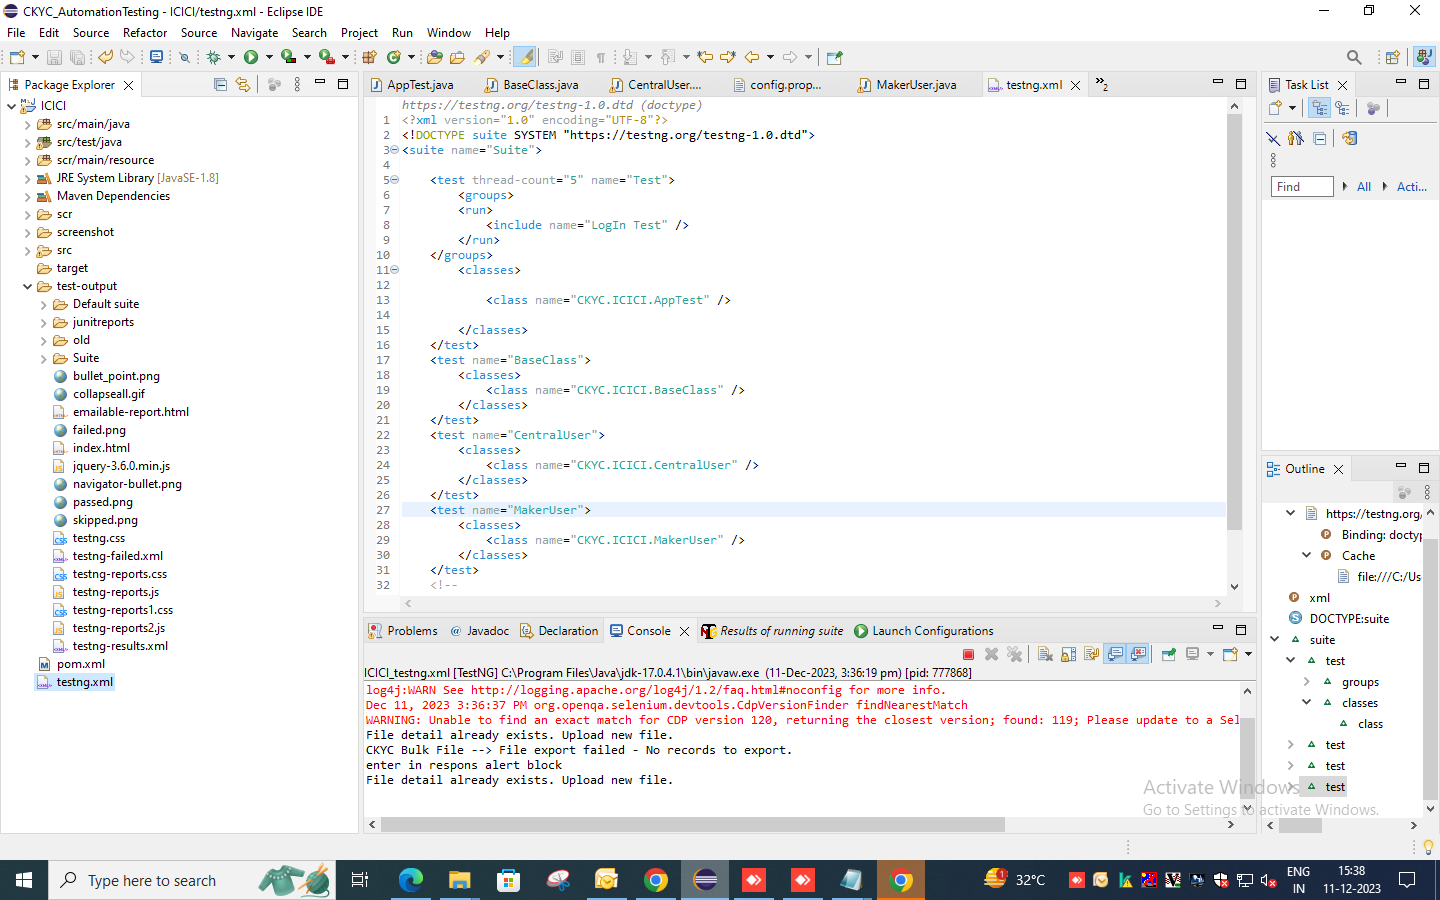 CKYC_AutomationTesting - ICICI/testng.xml - Eclipse IDE
File Edit Source Refactor Source Navigate Search Project Run Window Help
Package Explorer
ICICI
src/main/java
src/test/java
scr/main/resource
JRE System Library [JavaSE-1.8]
Maven Dependencies
scr
screenshot
src
target
test-output
Default suite
junitreports
old
Suite
bullet_point.png
collapseall.gif
emailable-report.html
failed.png
index.html
jquery-3.6.0.min.js
navigator-bullet.png
passed.png
skipped.png
testng.css
testng-failed.xml
testng-reports.css
testng-reports.js
testng-reports1.css
testng-reports2.js
testng-results.xml
pom.xml
testng.xml
AppTest.java BaseClass.java CentralUser.... config.prop... MakerUser.java testng.xml »2
https://testng.org/testng-1.0.dtd (doctype)
1 <?xml version="1.0" encoding="UTF-8"?>
2 <!DOCTYPE suite SYSTEM "https://testng.org/testng-1.0.dtd">
3 <suite name="Suite">
4
5 <test thread-count="5" name="Test">
6 <groups>
7 <run>
8 <include name="LogIn Test" />
9 </run>
10 </groups>
11 <classes>
12
13 <class name="CKYC.ICICI.AppTest" />
14
15 </classes>
16 </test>
17 <test name="BaseClass">
18 <classes>
19 <class name="CKYC.ICICI.BaseClass" />
20 </classes>
21 </test>
22 <test name="CentralUser">
23 <classes>
24 <class name="CKYC.ICICI.CentralUser" />
25 </classes>
26 </test>
27 <test name="MakerUser">
28 <classes>
29 <class name="CKYC.ICICI.MakerUser" />
30 </classes>
31 </test>
32 <!--
Problems @ Javadoc Declaration Console Results of running suite Launch Configurations
ICICI_testng.xml [TestNG] C:\Program Files\Java\jdk-17.0.4.1\bin\javaw.exe (11-Dec-2023, 3:36:19 pm) [pid: 777868]
log4j:WARN See http://logging.apache.org/log4j/1.2/faq.html#noconfig for more info.
Dec 11, 2023 3:36:37 PM org.openqa.selenium.devtools.CdpVersionFinder findNearestMatch
WARNING: Unable to find an exact match for CDP version 120, returning the closest version; found: 119; Please update to a Sel
File detail already exists. Upload new file.
CKYC Bulk File --> File export failed - No records to export.
enter in respons alert block
File detail already exists. Upload new file.
Task List
Find All Acti...
Outline
https://testng.org/
Binding: docty
Cache
file:///C:/Us
xml
DOCTYPE:suite
suite
test
groups
classes
class
test
test
test
Activate Windows
Go to Settings to activate Windows.
Type here to search
1
32°C
ENG
IN
15:38
11-12-2023